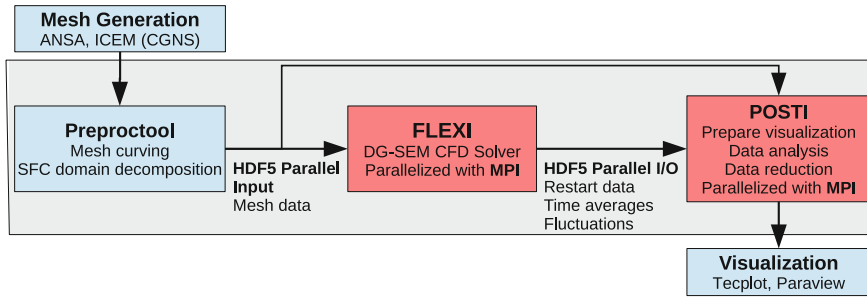 Mesh Generation
ANSA, ICEM (CGNS)
Preproctool
Mesh curving
SFC domain decomposition
HDF5 Parallel
Input
Mesh data
FLEXI
DG-SEM CFD Solver
Parallelized with MPI
HDF5 Parallel I/O
Restart data
Time averages
Fluctuations
POSTI
Prepare visualization
Data analysis
Data reduction
Parallelized with MPI
Visualization
Tecplot, Paraview